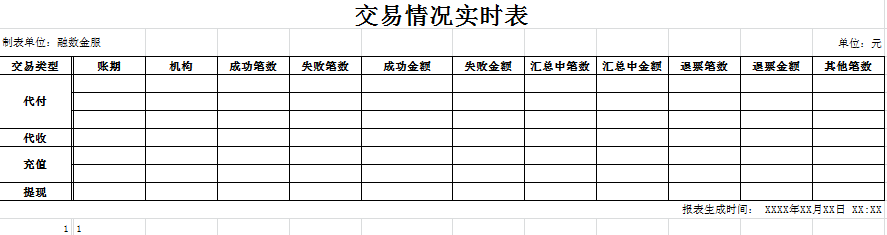 交易情况实时表
制表单位：融数金服 单位：元
交易类型 账期 机构 成功笔数 失败笔数 成功金额 失败金额 汇总中笔数 汇总中金额 退票笔数 退票金额 其他笔数
代付
代收
充值
提现
报表生成时间： XXXX年XX月XX日 XX:XX
1 1